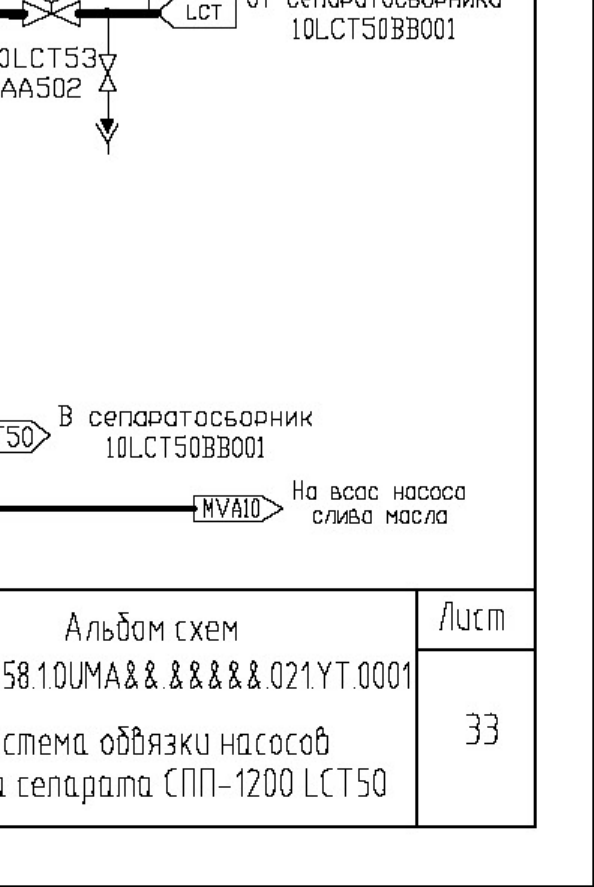 LCT
от сепаратосборника
10LCT50BB001
0LCT53
AA502
T50
В сепаратосборник
10LCT50BB001
MVA10
На всас насоса
слива масла
Альбом схем
Лист
58.1.0UMA&&.&&&&&.021.YT.0001
33
стема обвязки насосов
а сепарата СПП-1200 LCT50